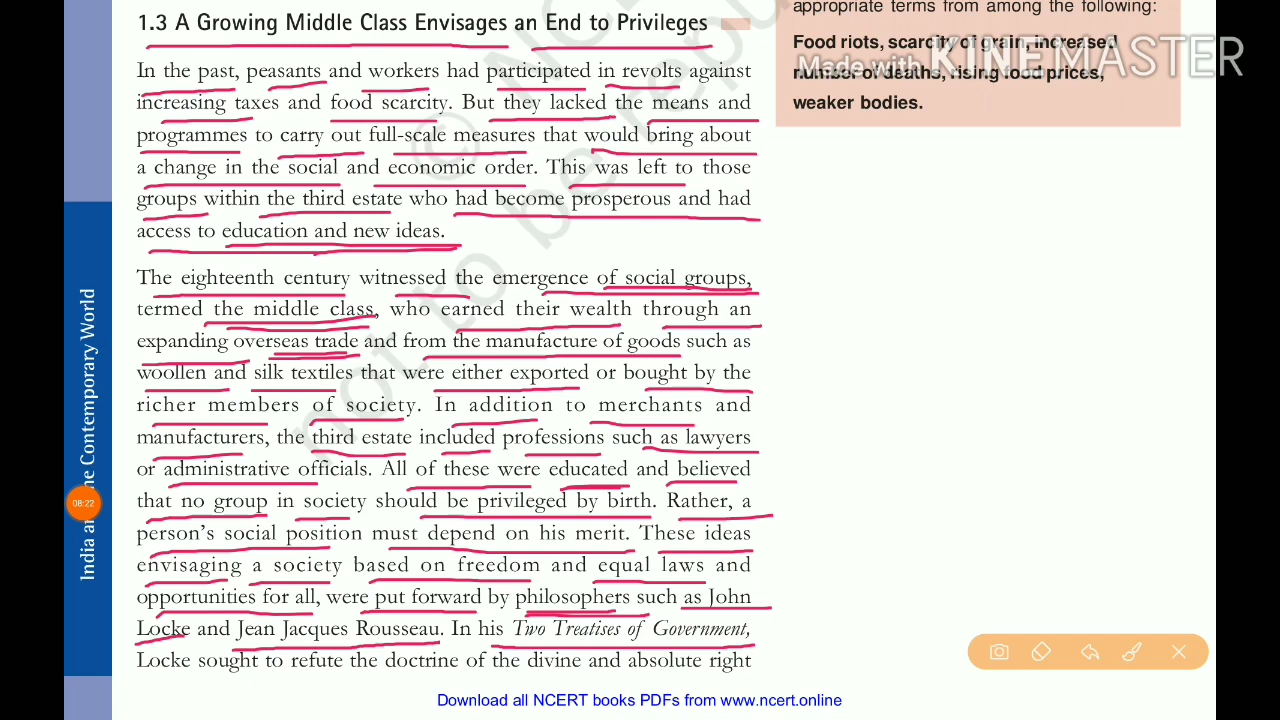 1.3 A Growing Middle Class Envisages an End to Privileges
In the past, peasants and workers had participated in revolts against
increasing taxes and food scarcity. But they lacked the means and
programmes to carry out full-scale measures that would bring about
a change in the social and economic order. This was left to those
groups within the third estate who had become prosperous and had
access to education and new ideas.
The eighteenth century witnessed the emergence of social groups,
termed the middle class, who earned their wealth through an
expanding overseas trade and from the manufacture of goods such as
woollen and silk textiles that were either exported or bought by the
richer members of society. In addition to merchants and
manufacturers, the third estate included professions such as lawyers
or administrative officials. All of these were educated and believed
that no group in society should be privileged by birth. Rather, a
person's social position must depend on his merit. These ideas
envisaging a society based on freedom and equal laws and
opportunities for all, were put forward by philosophers such as John
Locke and Jean Jacques Rousseau. In his Two Treatises of Government,
Locke sought to refute the doctrine of the divine and absolute right
appropriate terms from among the following:
Food riots, scarcity of grain, increased
number of deaths, rising food prices,
weaker bodies.
Made with KINEMASTER
© NC
not to be repu
India an he Contemporary World
08:22
Download all NCERT books PDFs from www.ncert.online